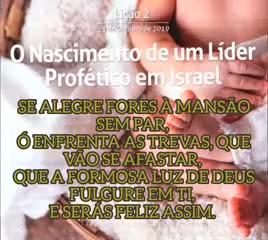 Lição 2
O Nascimento de um Líder
Profético em Israel
SE ALEGRE FORES À MANSÃO
SEM PAR,
Ó ENFRENTA AS TREVAS, QUE
VÃO SE AFASTAR,
QUE A FORMOSA LUZ DE DEUS
FULGURE EM TI,
E SERÁS FELIZ ASSIM.